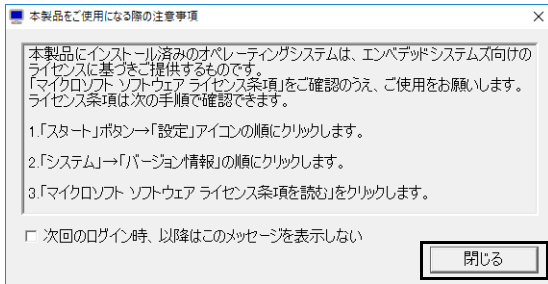 本製品をご使用になる際の注意事項
本製品にインストール済みのオペレーティングシステムは、エンベデッドシステムズ向けの
ライセンスに基づきご提供するものです。
「マイクロソフト ソフトウェア ライセンス条項」をご確認のうえ、ご使用をお願いします。
ライセンス条項は次の手順で確認できます。
1.「スタート」ボタン→「設定」アイコンの順にクリックします。
2.「システム」→「バージョン情報」の順にクリックします。
3.「マイクロソフト ソフトウェア ライセンス条項を読む」をクリックします。
次回のログイン時、以降はこのメッセージを表示しない
閉じる